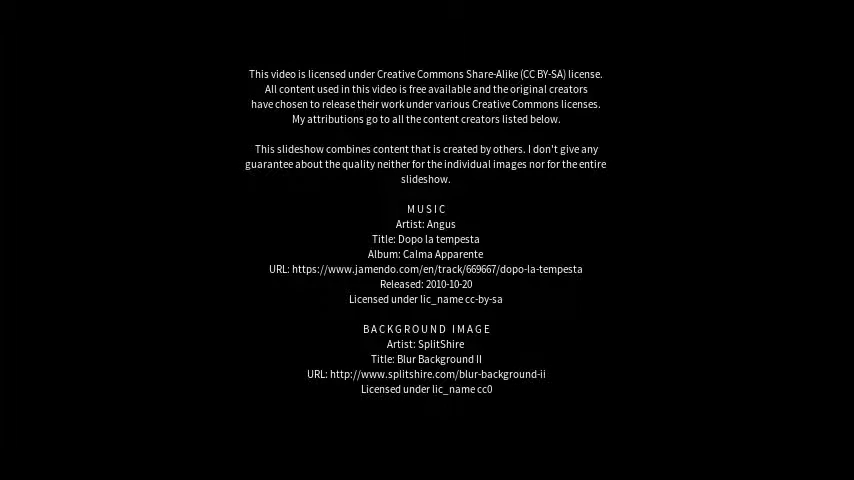 This video is licensed under Creative Commons Share-Alike (CC BY-SA) license.
All content used in this video is free available and the original creators
have chosen to release their work under various Creative Commons licenses.
My attributions go to all the content creators listed below.
This slideshow combines content that is created by others. I don't give any
guarantee about the quality neither for the individual images nor for the entire
slideshow.
MUSIC
Artist: Angus
Title: Dopo la tempesta
Album: Calma Apparente
URL: https://www.jamendo.com/en/track/669667/dopo-la-tempesta
Released: 2010-10-20
Licensed under lic_name cc-by-sa
BACKGROUND IMAGE
Artist: SplitShire
Title: Blur Background II
URL: http://www.splitshire.com/blur-background-ii
Licensed under lic_name cc0